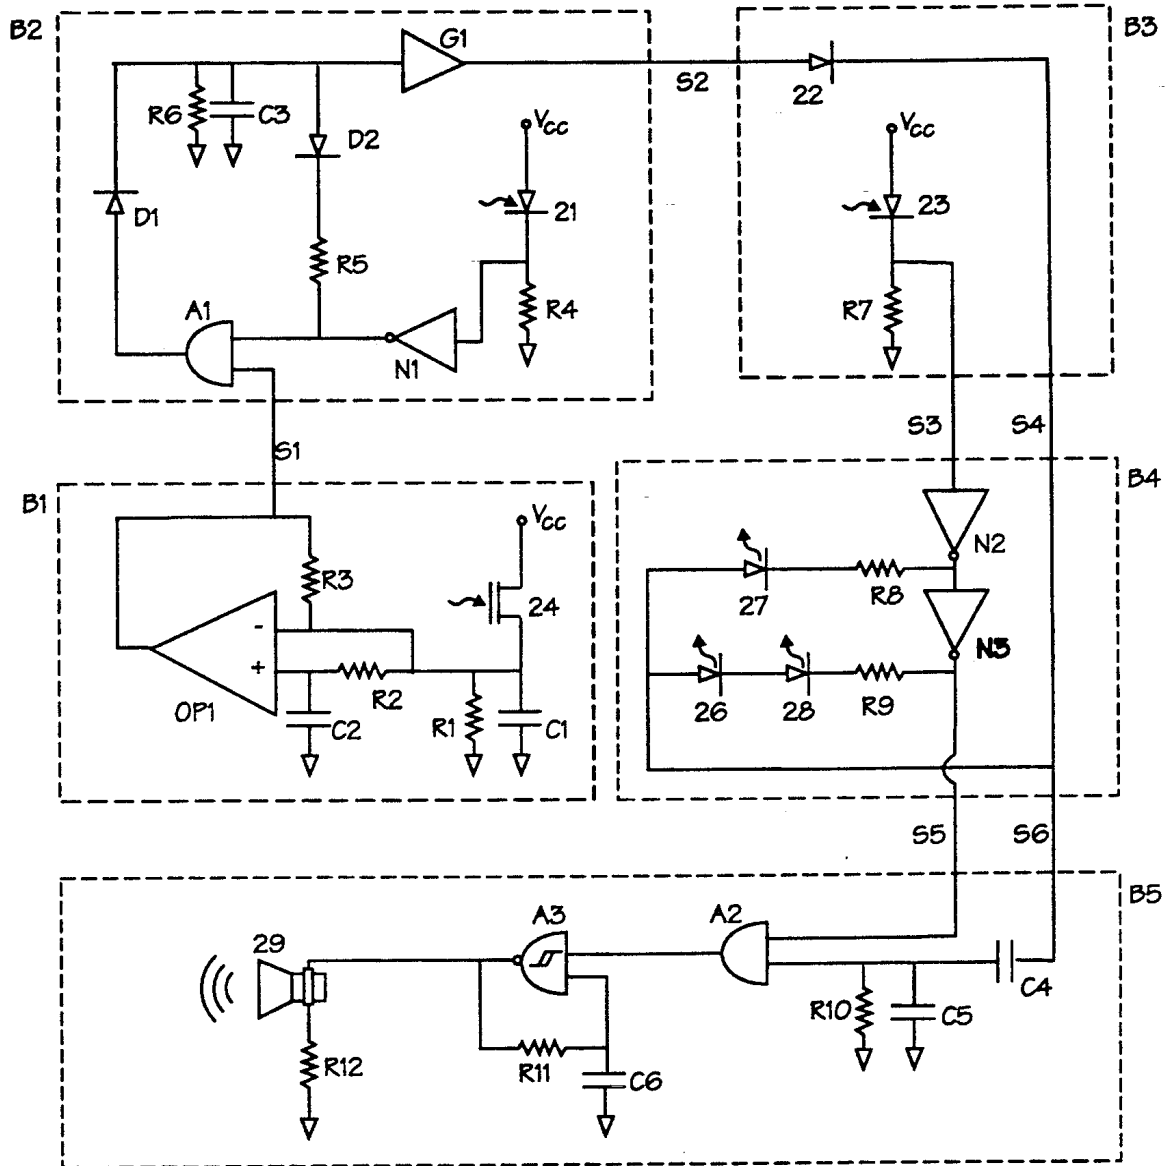 B2
G1
S2
B3
22
R6
C3
D2
VCC
VCC
D1
21
23
R5
R4
R7
A1
N1
S1
S3
S4
B1
VCC
B4
N2
R3
24
27
R8
-
N3
+
R2
26
28
R9
OP1
C2
R1
C1
S5
S6
B5
A3
A2
29
C4
R10
C5
R12
R11
C6